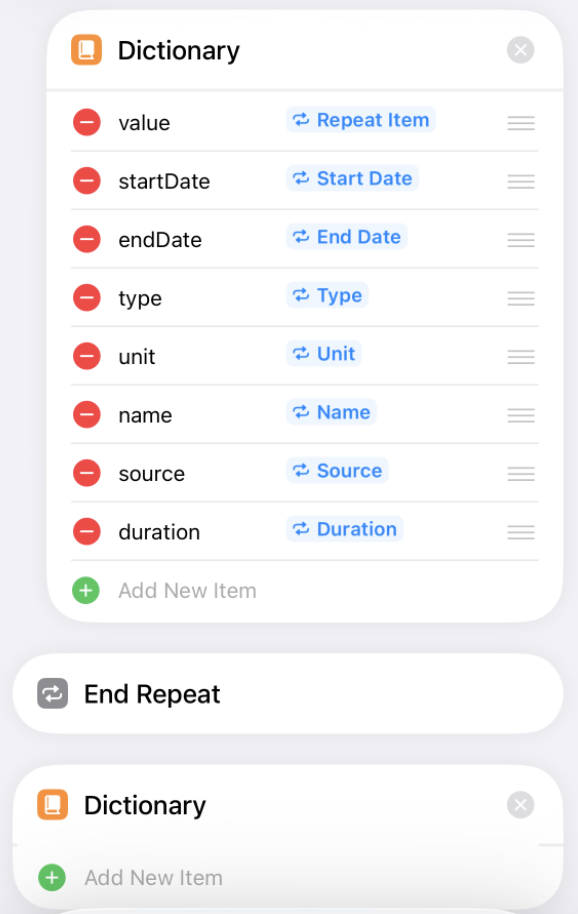 Dictionary
value Repeat Item
startDate Start Date
endDate End Date
type Type
unit Unit
name Name
source Source
duration Duration
Add New Item
End Repeat
Dictionary
Add New Item